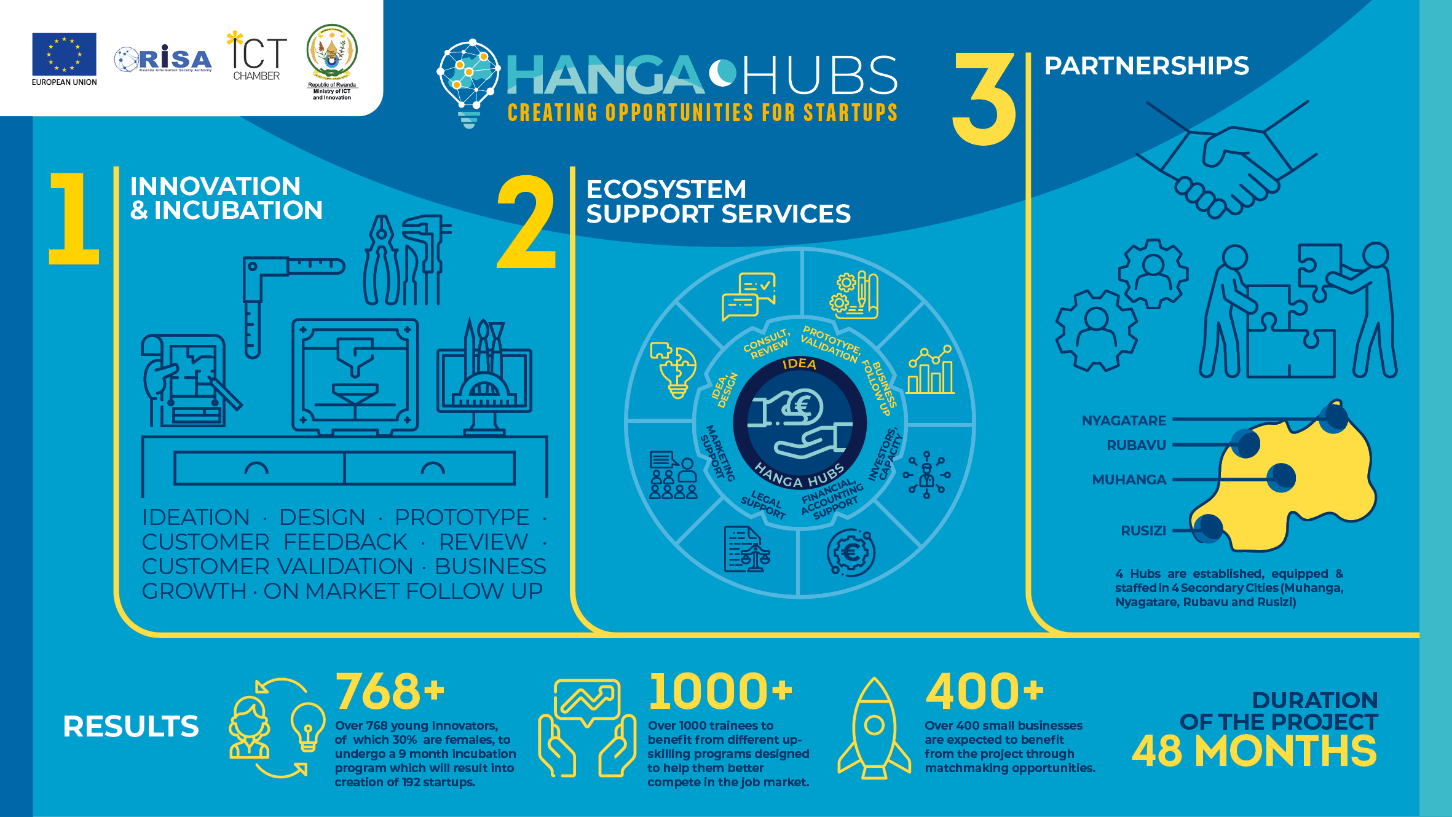 EUROPEAN UNION
RISA
Rwanda Information Society Authority
ICT
CHAMBER
Republic of Rwanda
Ministry of ICT
and Innovation
HANGA HUBS
CREATING OPPORTUNITIES FOR STARTUPS
1
INNOVATION
& INCUBATION
IDEATION · DESIGN · PROTOTYPE ·
CUSTOMER FEEDBACK · REVIEW ·
CUSTOMER VALIDATION · BUSINESS
GROWTH · ON MARKET FOLLOW UP
2
ECOSYSTEM
SUPPORT SERVICES
IDEA,
DESIGN
CONSULT,
REVIEW
PROTOTYPE,
VALIDATION
BUSINESS
FOLLOW UP
INVESTORS,
CAPACITY
FINANCIAL,
ACCOUNTING
SUPPORT
LEGAL
SUPPORT
MARKETING
SUPPORT
IDEA
€
HANGA HUBS
€
3
PARTNERSHIPS
NYAGATARE
RUBAVU
MUHANGA
RUSIZI
4 Hubs are established, equipped &
staffed in 4 Secondary Cities (Muhanga,
Nyagatare, Rubavu and Rusizi)
RESULTS
768+
Over 768 young Innovators,
of which 30% are females, to
undergo a 9 month incubation
program which will result into
creation of 192 startups.
1000+
Over 1000 trainees to
benefit from different up-
skilling programs designed
to help them better
compete in the job market.
400+
Over 400 small businesses
are expected to benefit
from the project through
matchmaking opportunities.
DURATION
OF THE PROJECT
48 MONTHS